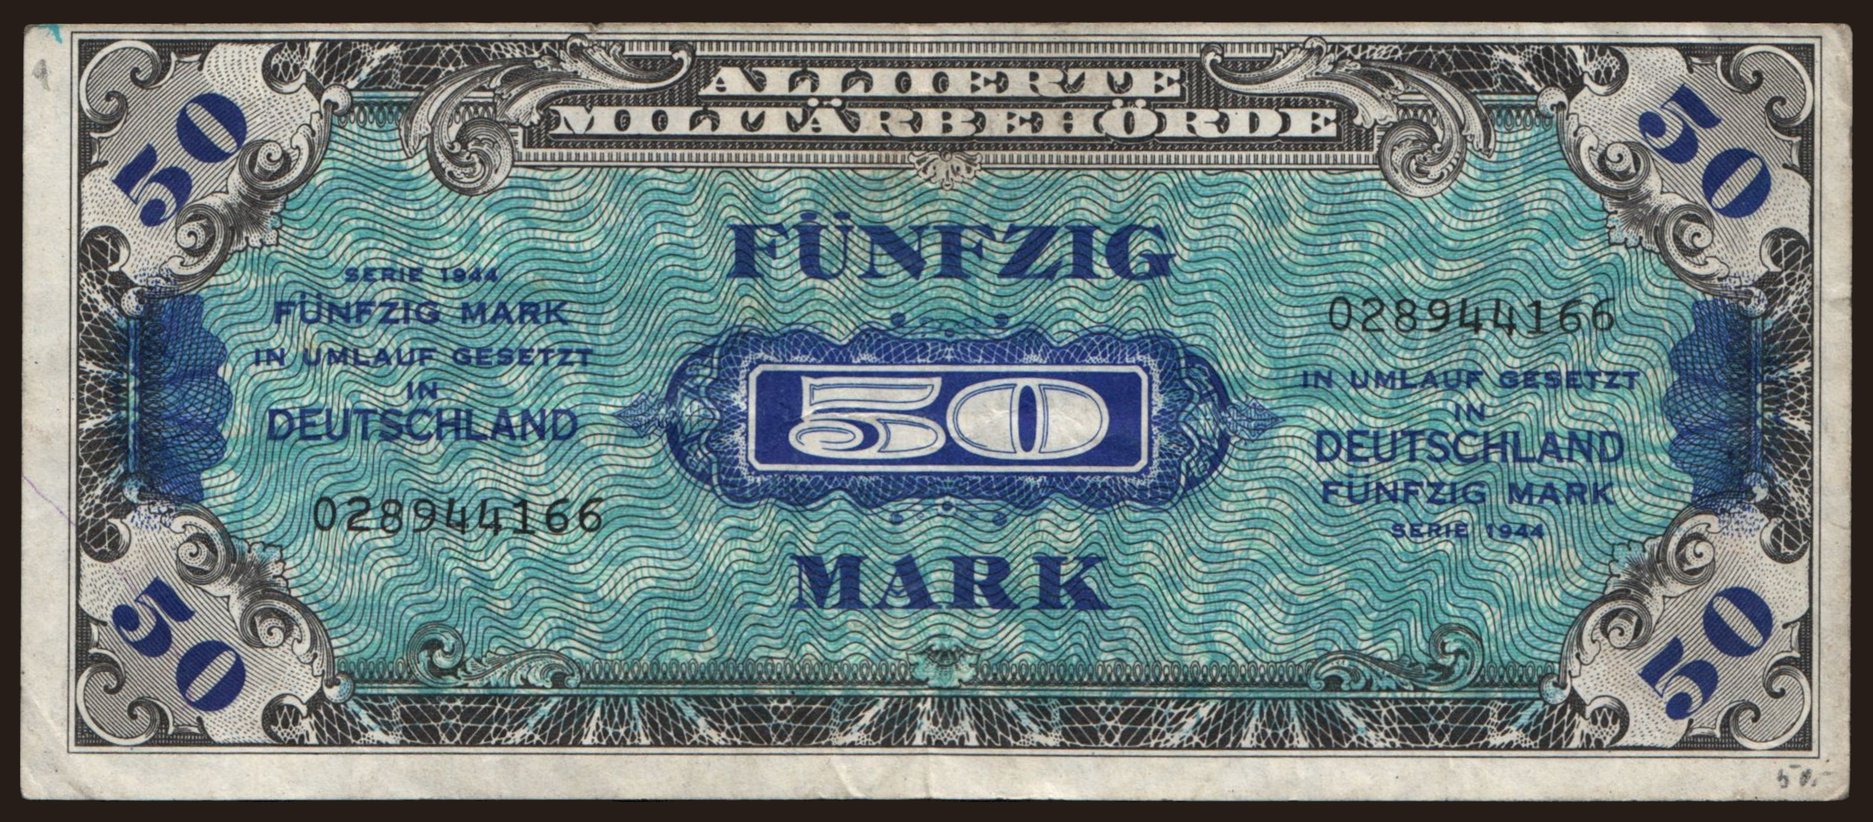 ALLIIERTE
MILITÄRBEHÖRDE
50
50
FÜNFZIG
SERIE 1944
FÜNFZIG MARK
IN UMLAUF GESETZT
IN
DEUTSCHLAND
028944166
50
028944166
IN UMLAUF GESETZT
IN
DEUTSCHLAND
FÜNFZIG MARK
SERIE 1944
MARK
50
50
50.-